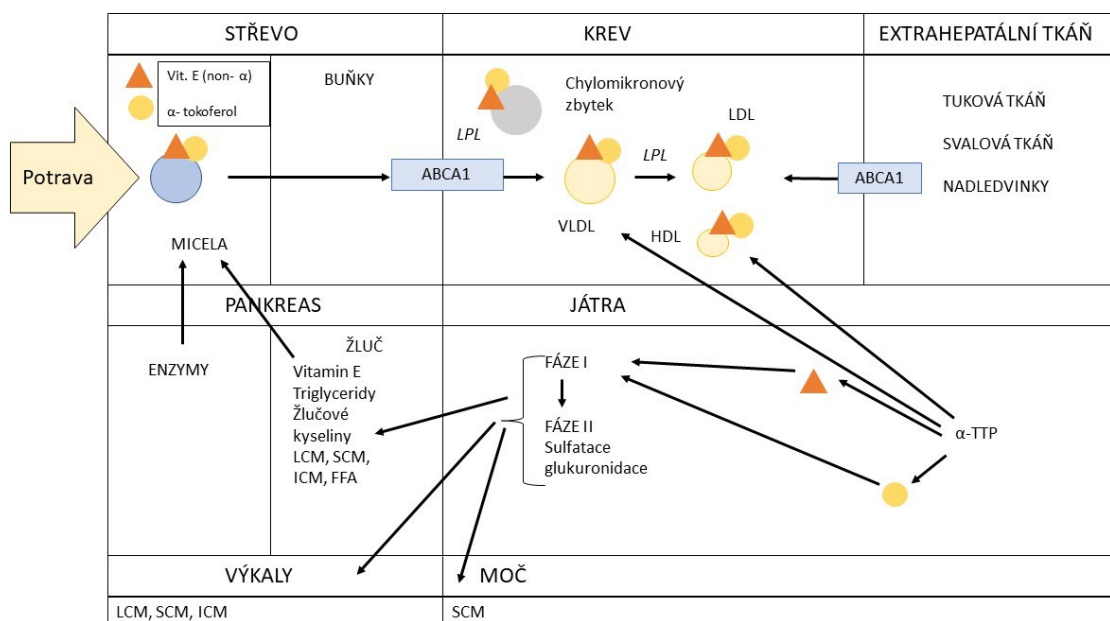 STŘEVO
KREV
EXTRAHEPATÁLNÍ TKÁŇ
Vit. E (non- α)
α- tokoferol
BUŇKY
Potrava
MICELA
LPL
Chylomikronový
zbytek
ABCA1
VLDL
LPL
LDL
HDL
ABCA1
TUKOVÁ TKÁŇ
SVALOVÁ TKÁŇ
NADLEDVINKY
PANKREAS
JÁTRA
ENZYMY
ŽLUČ
Vitamin E
Triglyceridy
Žlučové
kyseliny
LCM, SCM,
ICM, FFA
FÁZE I
FÁZE II
Sulfatace
glukuronidace
α-TTP
VÝKALY
MOČ
LCM, SCM, ICM
SCM